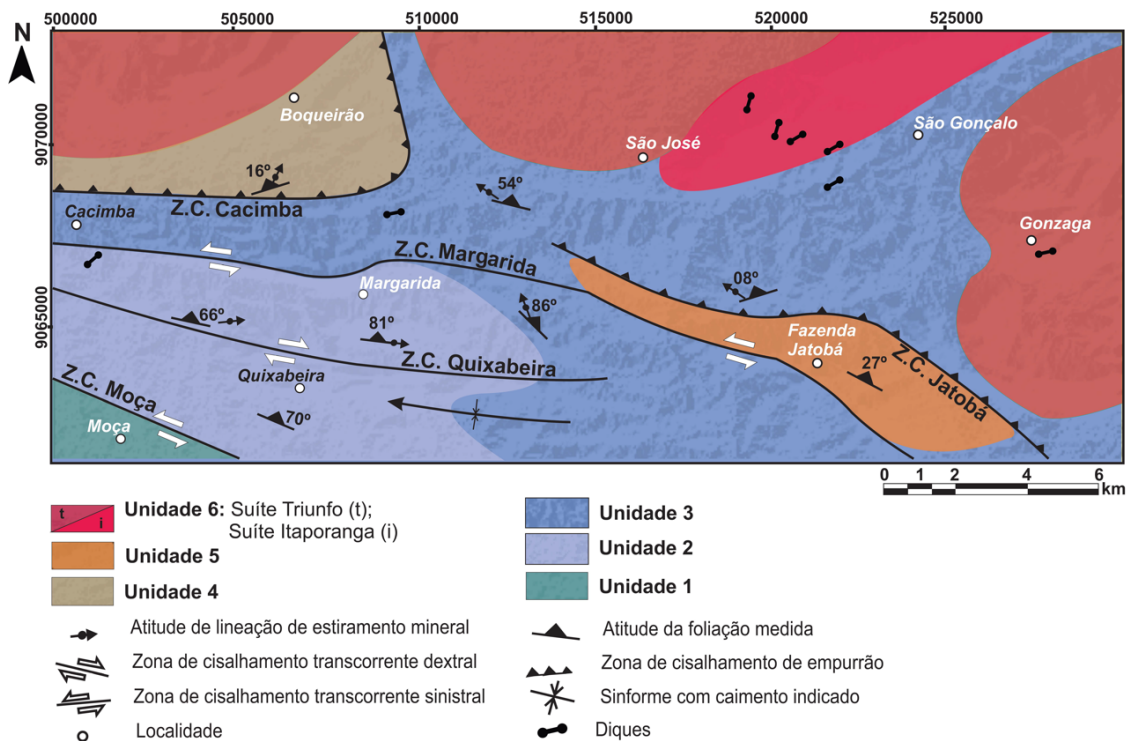 500000 505000 510000 515000 520000 525000
N
9070000
9065000
Boqueirão
São José
São Gonçalo
16º
54º
Z.C. Cacimba
Cacimba
Gonzaga
Z.C. Margarida
Margarida
08º
66º
86º
81º
Fazenda
Jatobá
Z.C. Quixabeira
27º
Z.C. Jatobá
Quixabeira
Z.C. Moça
70º
Moça
0 1 2 4 6
km
t
i
Unidade 6: Suíte Triunfo (t);
Suíte Itaporanga (i)
Unidade 5
Unidade 4
Unidade 3
Unidade 2
Unidade 1
Atitude de lineação de estiramento mineral
Zona de cisalhamento transcorrente dextral
Zona de cisalhamento transcorrente sinistral
Localidade
Atitude da foliação medida
Zona de cisalhamento de empurrão
Sinforme com caimento indicado
Diques